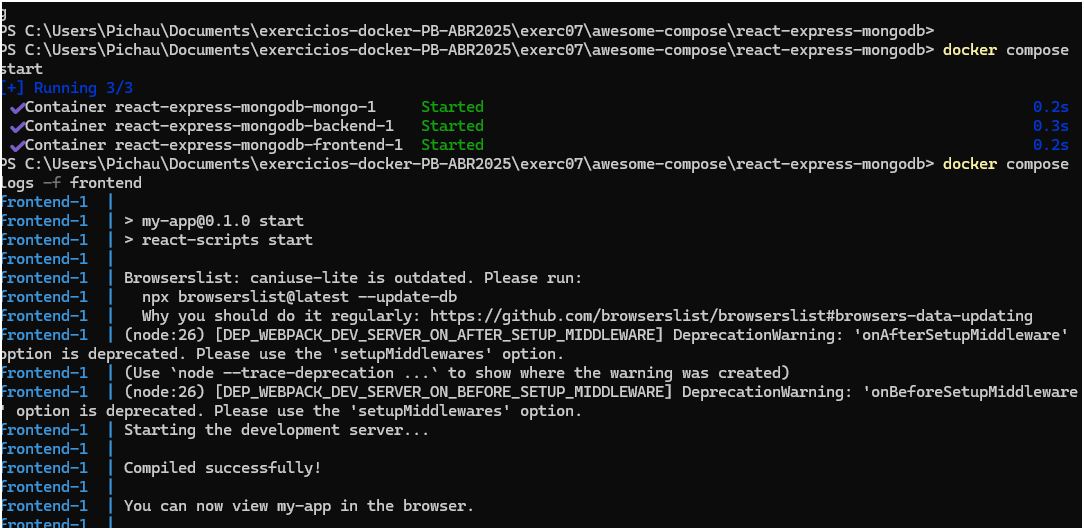 g
PS C:\Users\Pichau\Documents\exercicios-docker-PB-ABR2025\exerc07\awesome-compose\react-express-mongodb>
PS C:\Users\Pichau\Documents\exercicios-docker-PB-ABR2025\exerc07\awesome-compose\react-express-mongodb> docker compose
start
[+] Running 3/3
✔Container react-express-mongodb-mongo-1 Started 0.2s
✔Container react-express-mongodb-backend-1 Started 0.3s
✔Container react-express-mongodb-frontend-1 Started 0.2s
PS C:\Users\Pichau\Documents\exercicios-docker-PB-ABR2025\exerc07\awesome-compose\react-express-mongodb> docker compose
logs -f frontend
frontend-1 |
frontend-1 | > my-app@0.1.0 start
frontend-1 | > react-scripts start
frontend-1 |
frontend-1 | Browserslist: caniuse-lite is outdated. Please run:
frontend-1 | npx browserslist@latest --update-db
frontend-1 | Why you should do it regularly: https://github.com/browserslist/browserslist#browsers-data-updating
frontend-1 | (node:26) [DEP_WEBPACK_DEV_SERVER_ON_AFTER_SETUP_MIDDLEWARE] DeprecationWarning: 'onAfterSetupMiddleware'
option is deprecated. Please use the 'setupMiddlewares' option.
frontend-1 | (Use `node --trace-deprecation ...` to show where the warning was created)
frontend-1 | (node:26) [DEP_WEBPACK_DEV_SERVER_ON_BEFORE_SETUP_MIDDLEWARE] DeprecationWarning: 'onBeforeSetupMiddleware
' option is deprecated. Please use the 'setupMiddlewares' option.
frontend-1 | Starting the development server...
frontend-1 |
frontend-1 | Compiled successfully!
frontend-1 |
frontend-1 | You can now view my-app in the browser.
frontend-1 |